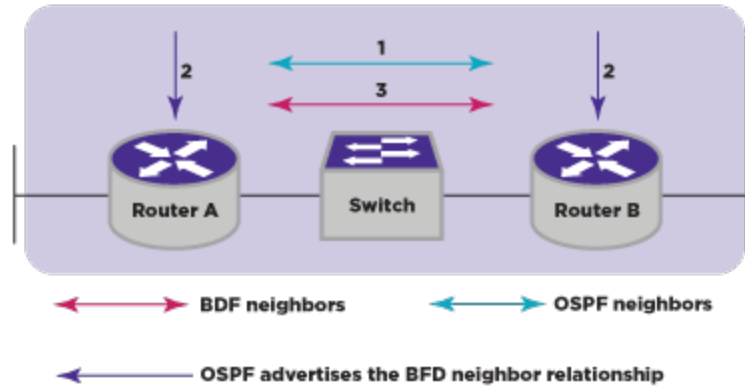 1
2
2
3
Router A
Switch
Router B
BDF neighbors
OSPF neighbors
OSPF advertises the BFD neighbor relationship